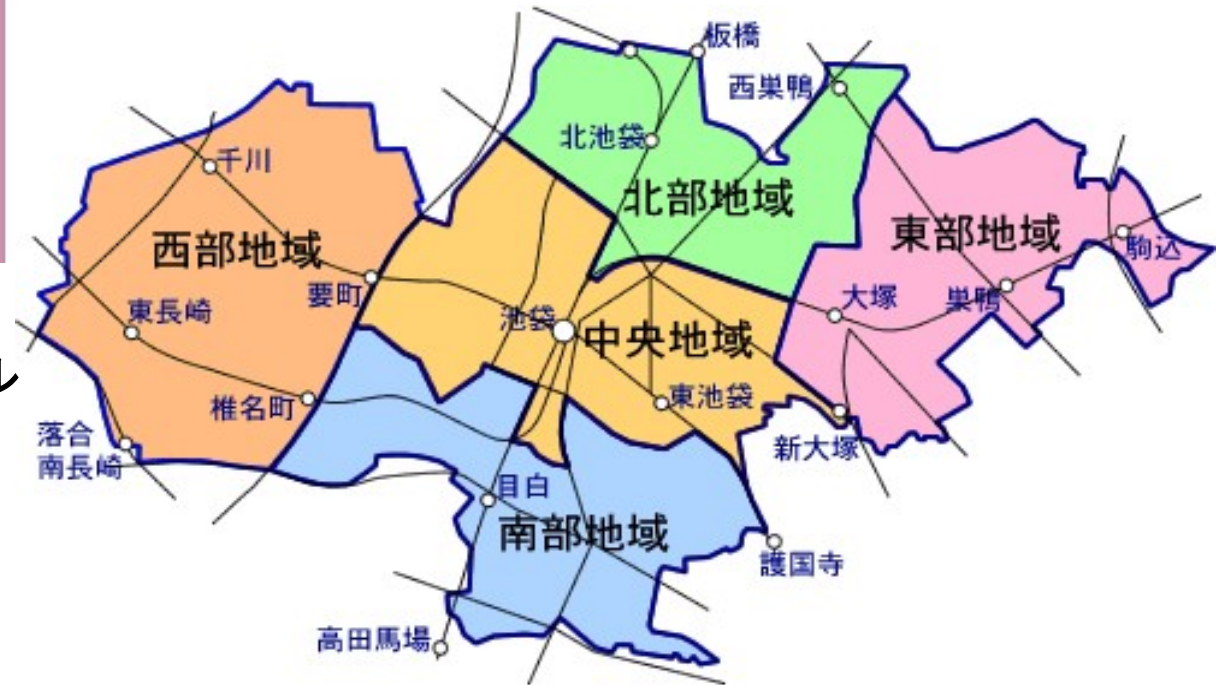 板橋
西巣鴨
北池袋
千川
北部地域
東部地域
西部地域
駒込
要町
大塚
巣鴨
東長崎
池袋
中央地域
ル
椎名町
東池袋
落合
南長崎
新大塚
目白
南部地域
護国寺
高田馬場